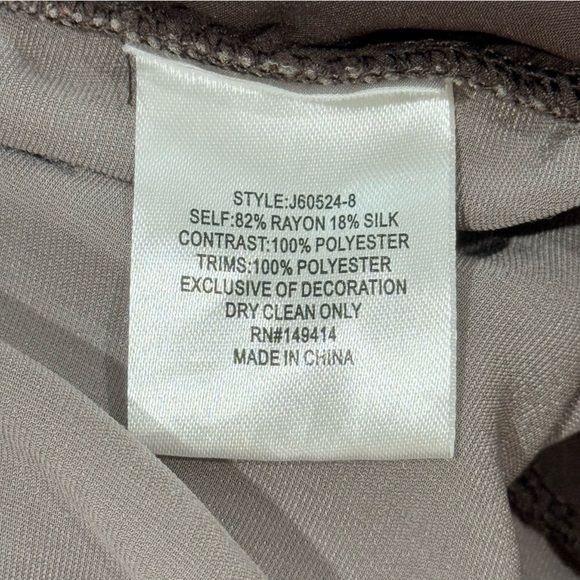 STYLE:J60524-8
SELF:82% RAYON 18% SILK
CONTRAST:100% POLYESTER
TRIMS:100% POLYESTER
EXCLUSIVE OF DECORATION
DRY CLEAN ONLY
RN#149414
MADE IN CHINA